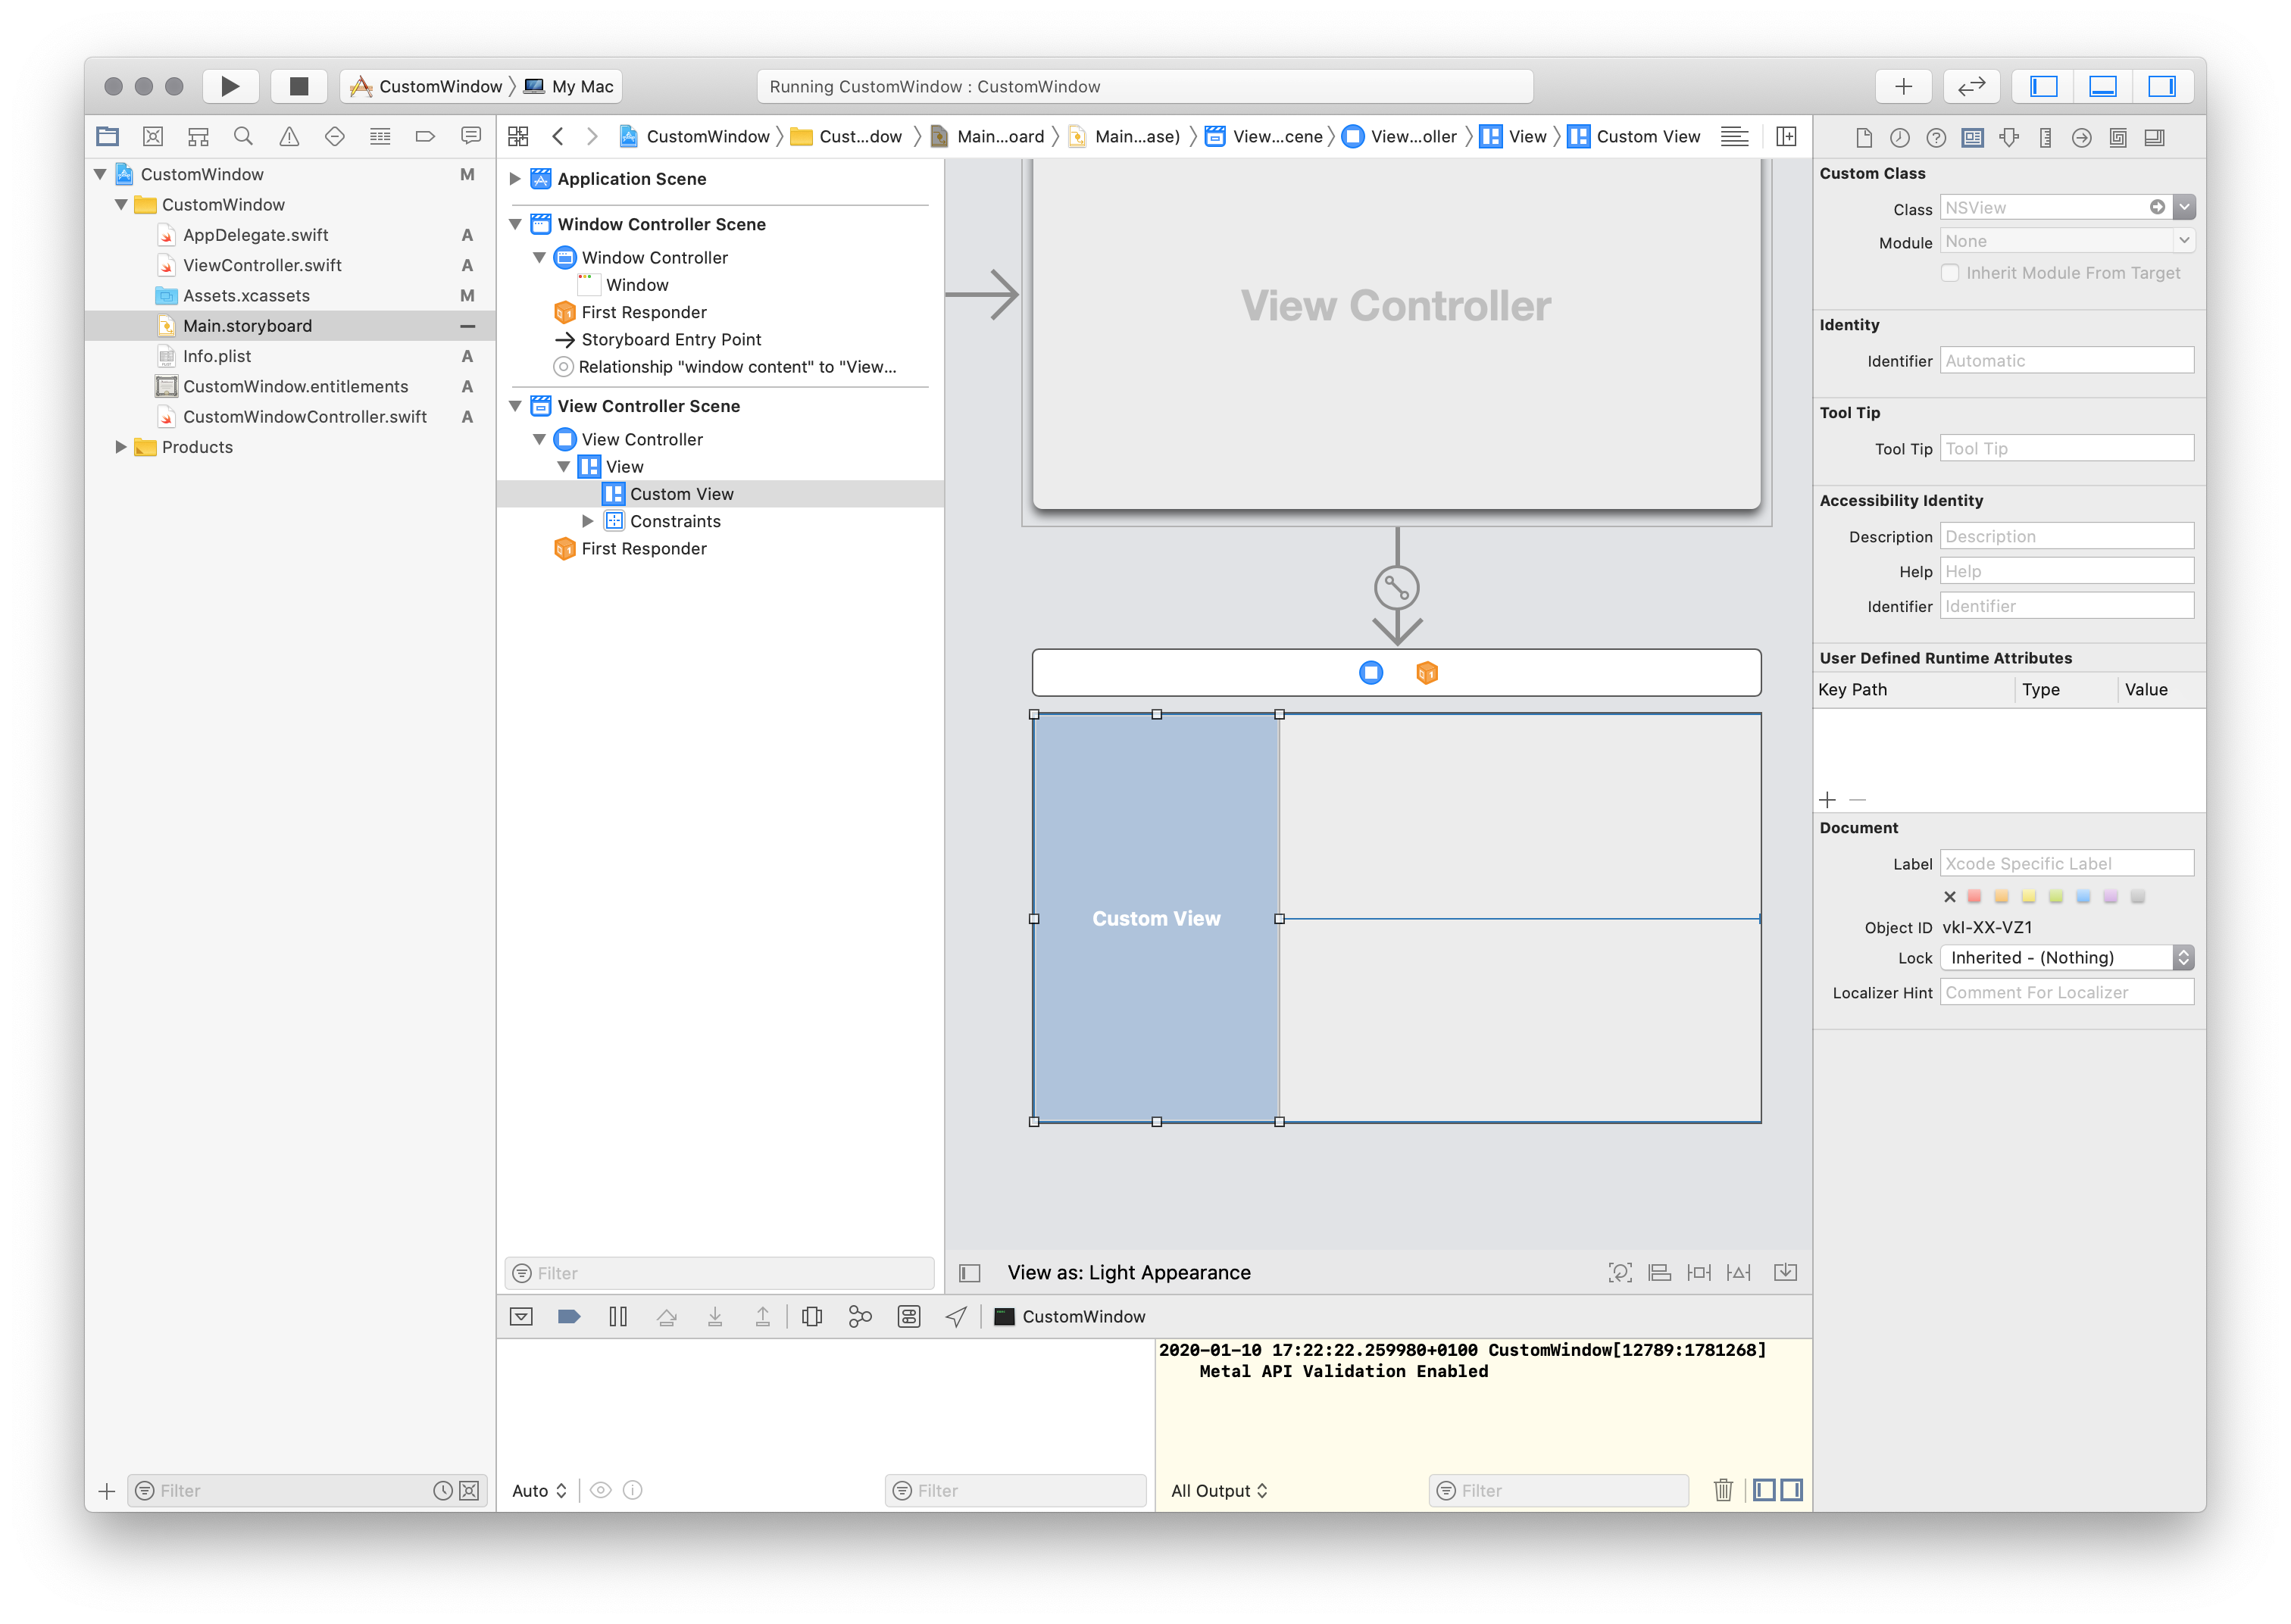 CustomWindow 〉 My Mac
Running CustomWindow : CustomWindow
CustomWindow M
CustomWindow
AppDelegate.swift A
ViewController.swift A
Assets.xcassets M
Main.storyboard —
Info.plist A
CustomWindow.entitlements A
CustomWindowController.swift A
Products
Filter
CustomWindow 〉 Cust...dow 〉 Main...oard 〉 Main...ase) 〉 View...cene 〉 View...oller 〉 View 〉 Custom View
Application Scene
Window Controller Scene
Window Controller
Window
First Responder
Storyboard Entry Point
Relationship "window content" to "View...
View Controller Scene
View Controller
View
Custom View
Constraints
First Responder
Filter
View Controller
Custom View
View as: Light Appearance
CustomWindow
Auto
Filter
2020-01-10 17:22:22.259980+0100 CustomWindow[12789:1781268]
Metal API Validation Enabled
All Output
Filter
Custom Class
Class NSView
Module None
Inherit Module From Target
Identity
Identifier Automatic
Tool Tip
Tool Tip Tool Tip
Accessibility Identity
Description Description
Help Help
Identifier Identifier
User Defined Runtime Attributes
Key Path Type Value
Document
Label Xcode Specific Label
Object ID vkI-XX-VZ1
Lock Inherited - (Nothing)
Localizer Hint Comment For Localizer